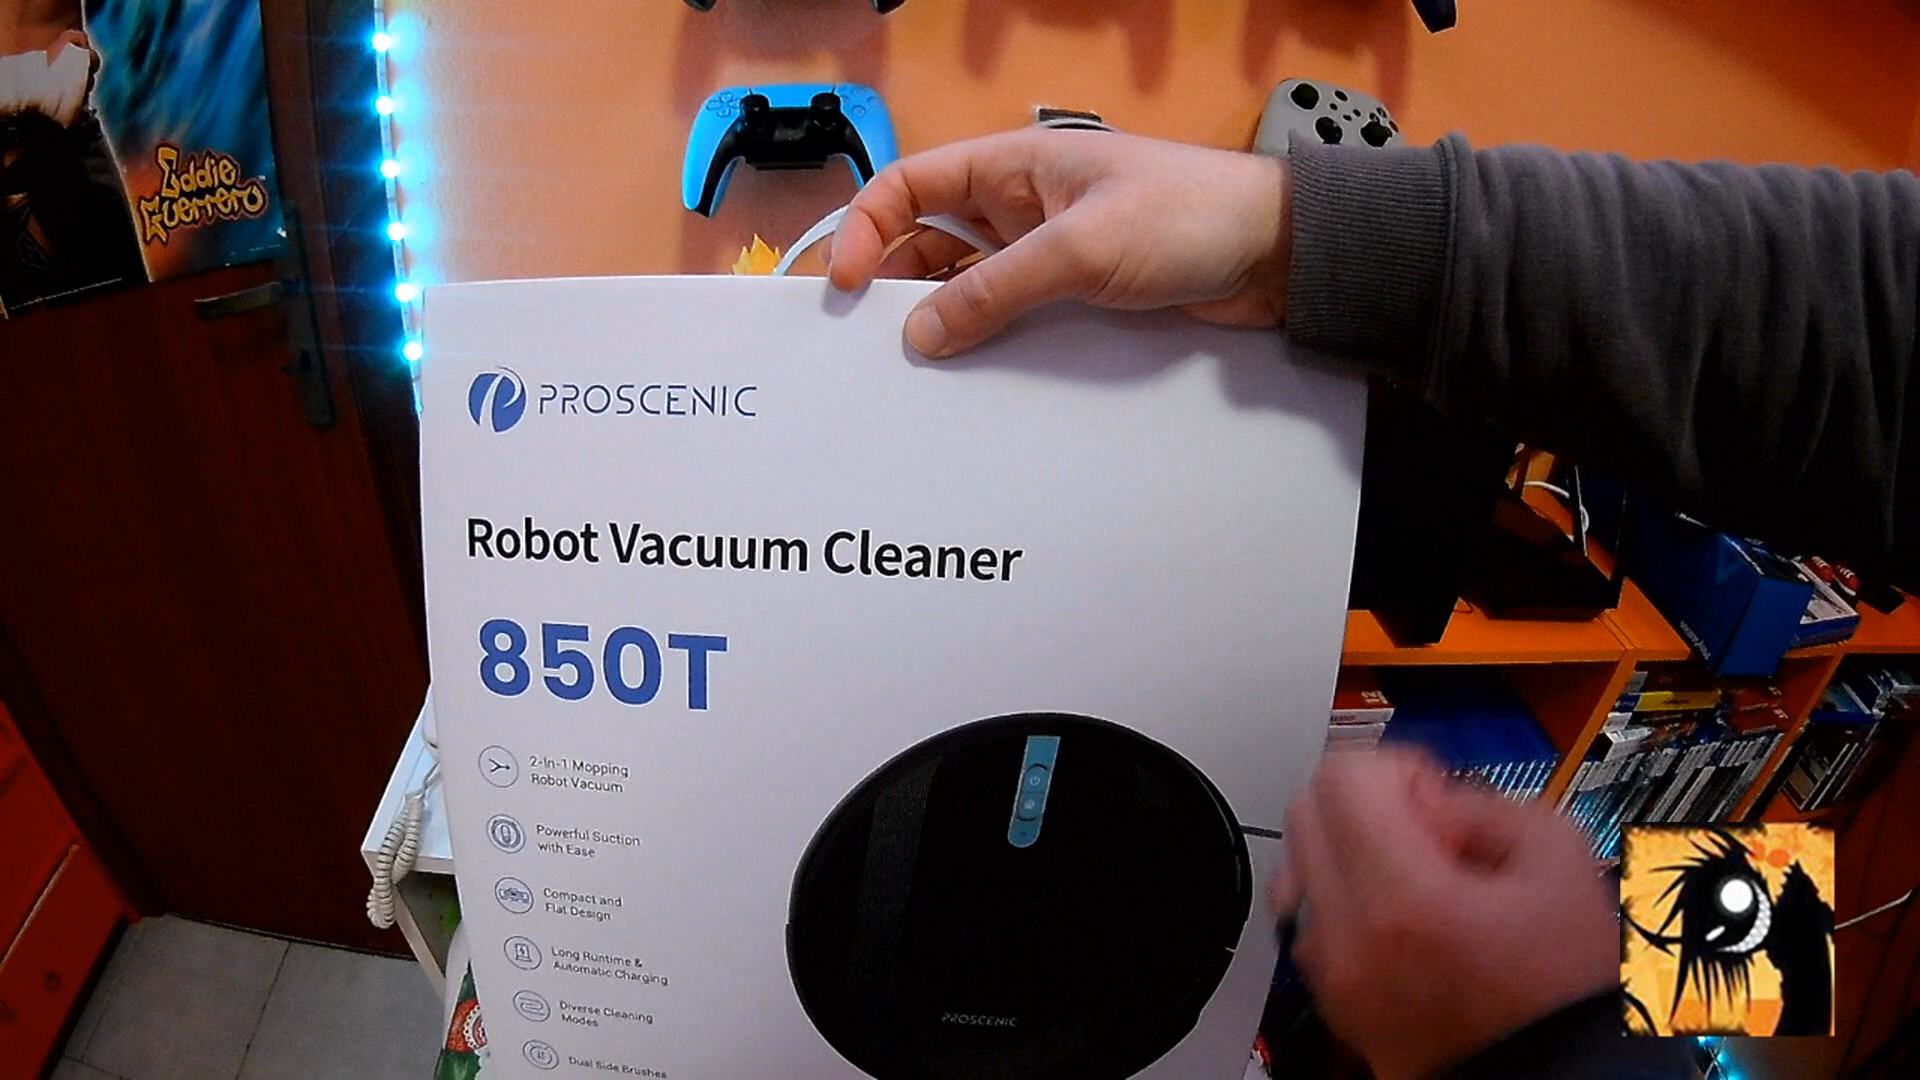 Eddie
Guerrero
PROSCENIC
Robot Vacuum Cleaner
850T
2-In-1 Mopping
Robot Vacuum
Powerful Suction
with Ease
Compact and
Flat Design
Long Runtime &
Automatic Charging
Diverse Cleaning
Modes
Dual Side Brushes
PROSCENIC